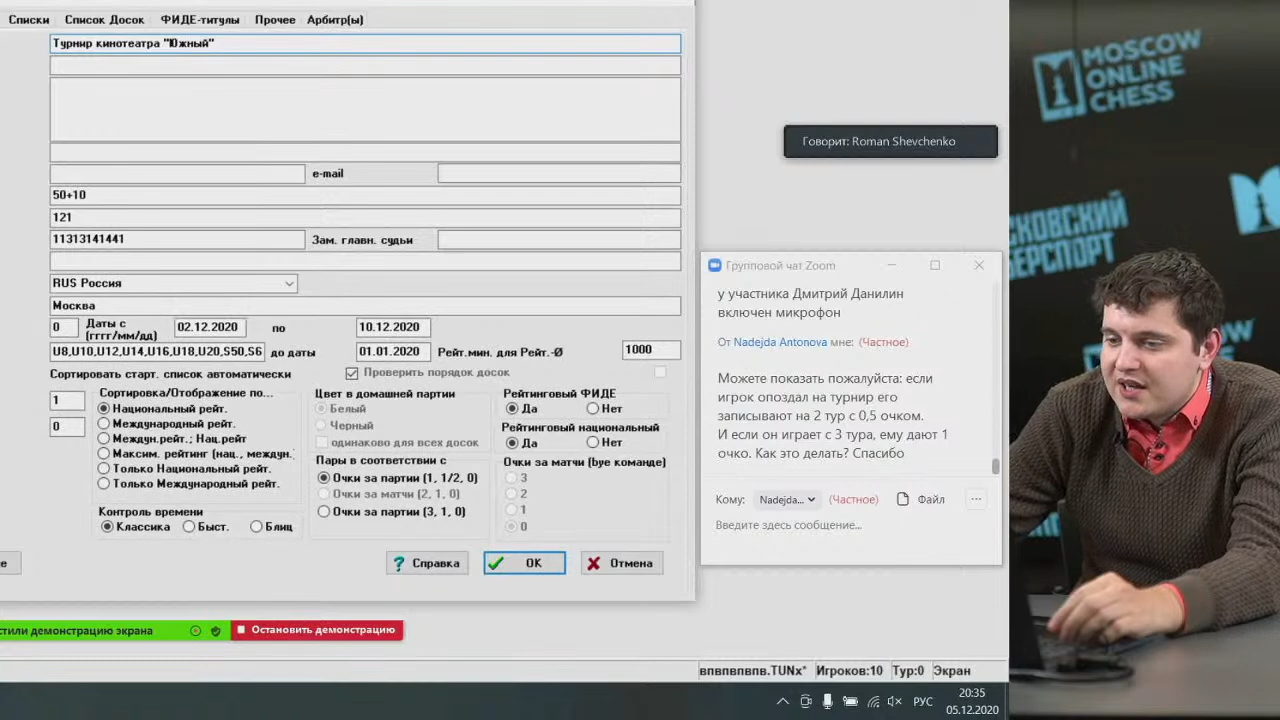 Списки
Список Досок
ФИДЕ-титулы
Прочее
Арбитр(ы)
Турнир кинотеатра "Южный"
e-mail
50+10
121
11313141441
Зам. главн. судьи
RUS Россия
Москва
0
Даты с (гггг/мм/дд)
02.12.2020
по
10.12.2020
U8,U10,U12,U14,U16,U18,U20,S50,S6
до даты
01.01.2020
Рейт.мин. для Рейт.-Ø
1000
Сортировать старт. список автоматически
Проверить порядок досок
1
0
Сортировка/Отображение по...
Национальный рейт.
Международный рейт.
Междун.рейт.; Нац.рейт
Максим. рейтинг (нац., междун.
Только Национальный рейт.
Только Международный рейт.
Контроль времени
Классика
Быст.
Блиц
Цвет в домашней партии
Белый
Черный
одинаково для всех досок
Пары в соответствии с
Очки за партии (1, 1/2, 0)
Очки за матчи (2, 1, 0)
Очки за партии (3, 1, 0)
Рейтинговый ФИДЕ
Да
Нет
Рейтинговый национальный
Да
Нет
Очки за матчи (bye команде)
3
2
1
0
е
Справка
OK
Отмена
стили демонстрацию экрана
Остановить демонстрацию
Говорит: Roman Shevchenko
Групповой чат Zoom
у участника Дмитрий Данилин
включен микрофон
От Nadejda Antonova мне: (Частное)
Можете показать пожалуйста: если
игрок опоздал на турнир его
записывают на 2 тур с 0,5 очком.
И если он играет с 3 тура, ему дают 1
очко. Как это делать? Спасибо
Кому:
Nadejda...
(Частное)
Файл
...
Введите здесь сообщение...
впвпвпвпв.TUNx*
Игроков:10
Тур:0
Экран
РУС
20:35
05.12.2020
MOSCOW
ONLINE
CHESS
СКОВСКИЙ
БЕРСПОРТ